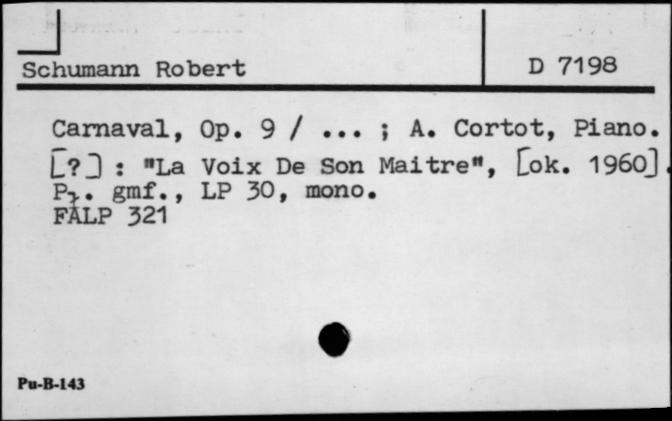 Schumann Robert
D 7198
Carnaval, Op. 9 / ... ; A. Cortot, Piano.
[?] : "La Voix De Son Maitre", [ok. 1960].
Pł. gmf., LP 30, mono.
FALP 321
Pu-B-143